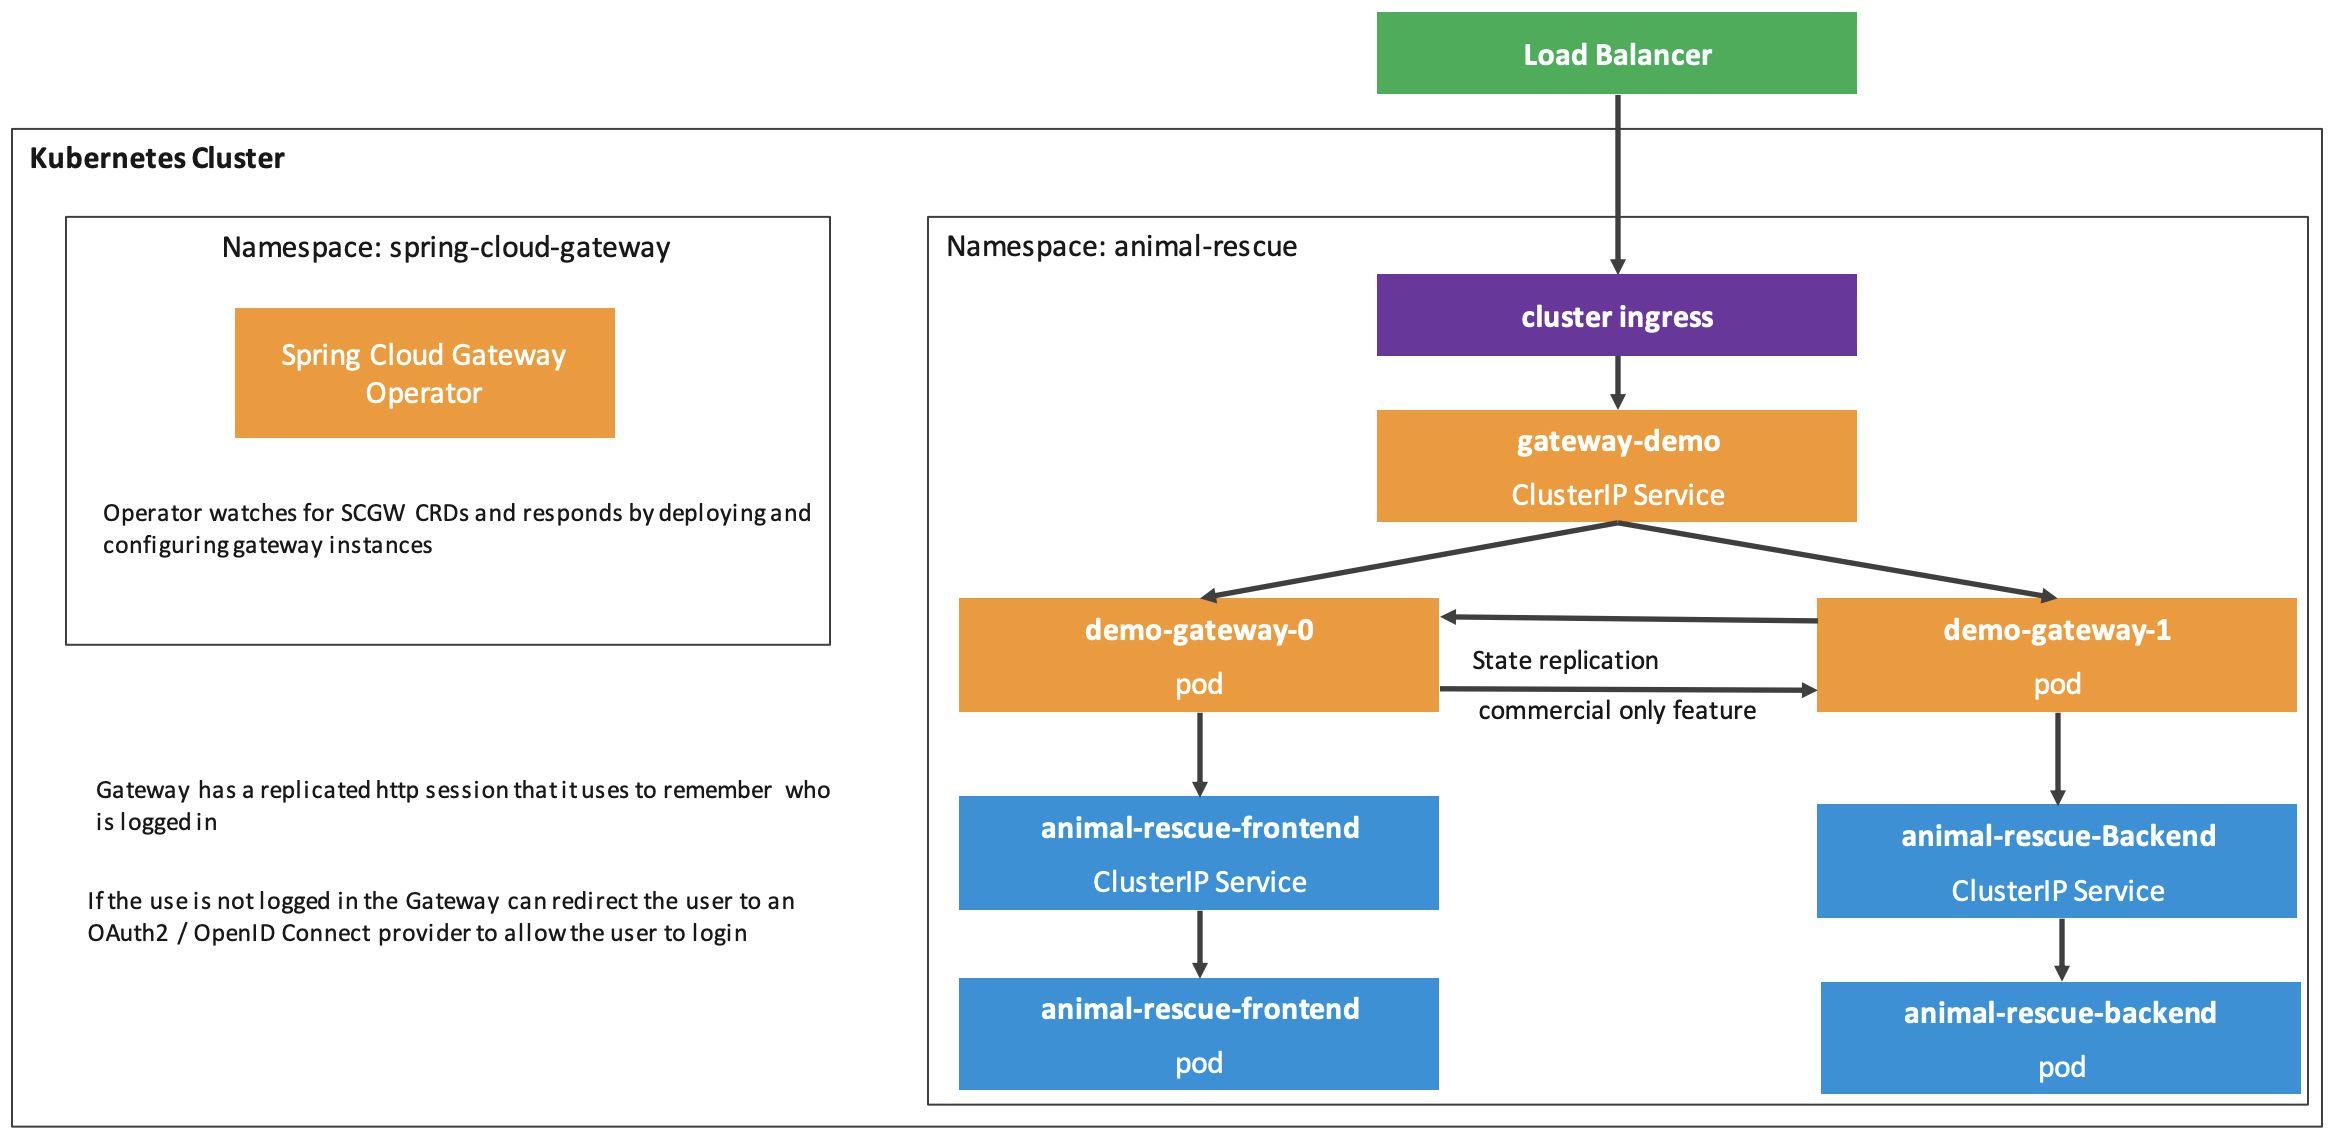 Load Balancer
Kubernetes Cluster
Namespace: spring-cloud-gateway
Spring Cloud Gateway
Operator
Operator watches for SCGW CRDs and responds by deploying and
configuring gateway instances
Gateway has a replicated http session that it uses to remember who
is logged in
If the use is not logged in the Gateway can redirect the user to an
OAuth2 / OpenID Connect provider to allow the user to login
Namespace: animal-rescue
cluster ingress
gateway-demo
ClusterIP Service
demo-gateway-0
pod
State replication
commercial only feature
demo-gateway-1
pod
animal-rescue-frontend
ClusterIP Service
animal-rescue-Backend
ClusterIP Service
animal-rescue-frontend
pod
animal-rescue-backend
pod